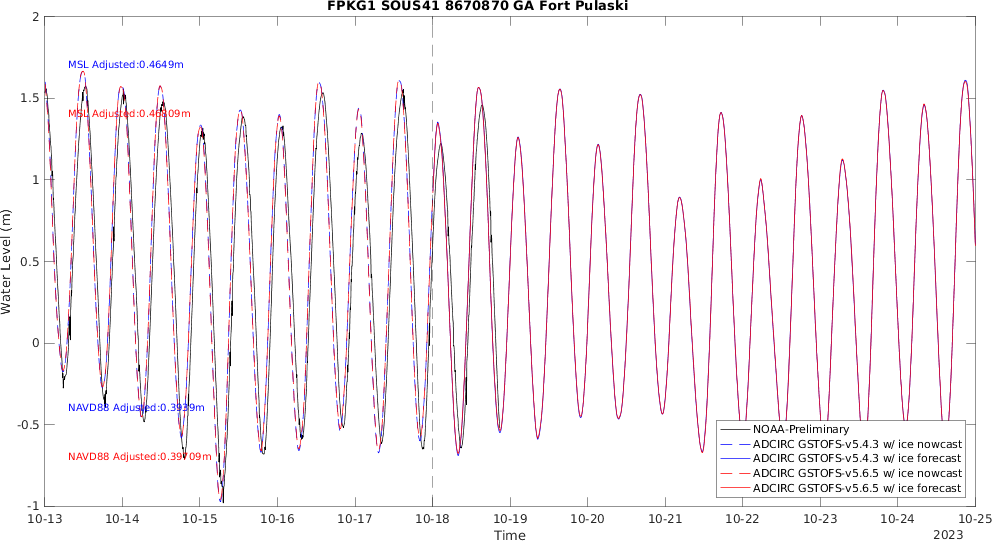 FPKG1 SOUS41 8670870 GA Fort Pulaski
2
1.5
1
0.5
0
-0.5
-1
Water Level (m)
MSL Adjusted:0.4649m
MSL Adjusted:0.46809m
NAVD88 Adjusted:0.3939m
NAVD88 Adjusted:0.39709m
NOAA-Preliminary
ADCIRC GSTOFS-v5.4.3 w/ ice nowcast
ADCIRC GSTOFS-v5.4.3 w/ ice forecast
ADCIRC GSTOFS-v5.6.5 w/ ice nowcast
ADCIRC GSTOFS-v5.6.5 w/ ice forecast
10-13 10-14 10-15 10-16 10-17 10-18 10-19 10-20 10-21 10-22 10-23 10-24 10-25
Time
2023